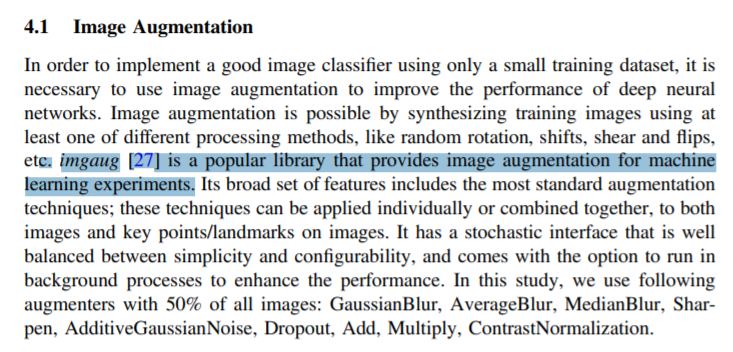 4.1 Image Augmentation
In order to implement a good image classifier using only a small training dataset, it is
necessary to use image augmentation to improve the performance of deep neural
networks. Image augmentation is possible by synthesizing training images using at
least one of different processing methods, like random rotation, shifts, shear and flips,
etc. imgaug [27] is a popular library that provides image augmentation for machine
learning experiments. Its broad set of features includes the most standard augmentation
techniques; these techniques can be applied individually or combined together, to both
images and key points/landmarks on images. It has a stochastic interface that is well
balanced between simplicity and configurability, and comes with the option to run in
background processes to enhance the performance. In this study, we use following
augmenters with 50% of all images: GaussianBlur, AverageBlur, MedianBlur, Shar-
pen, AdditiveGaussianNoise, Dropout, Add, Multiply, ContrastNormalization.